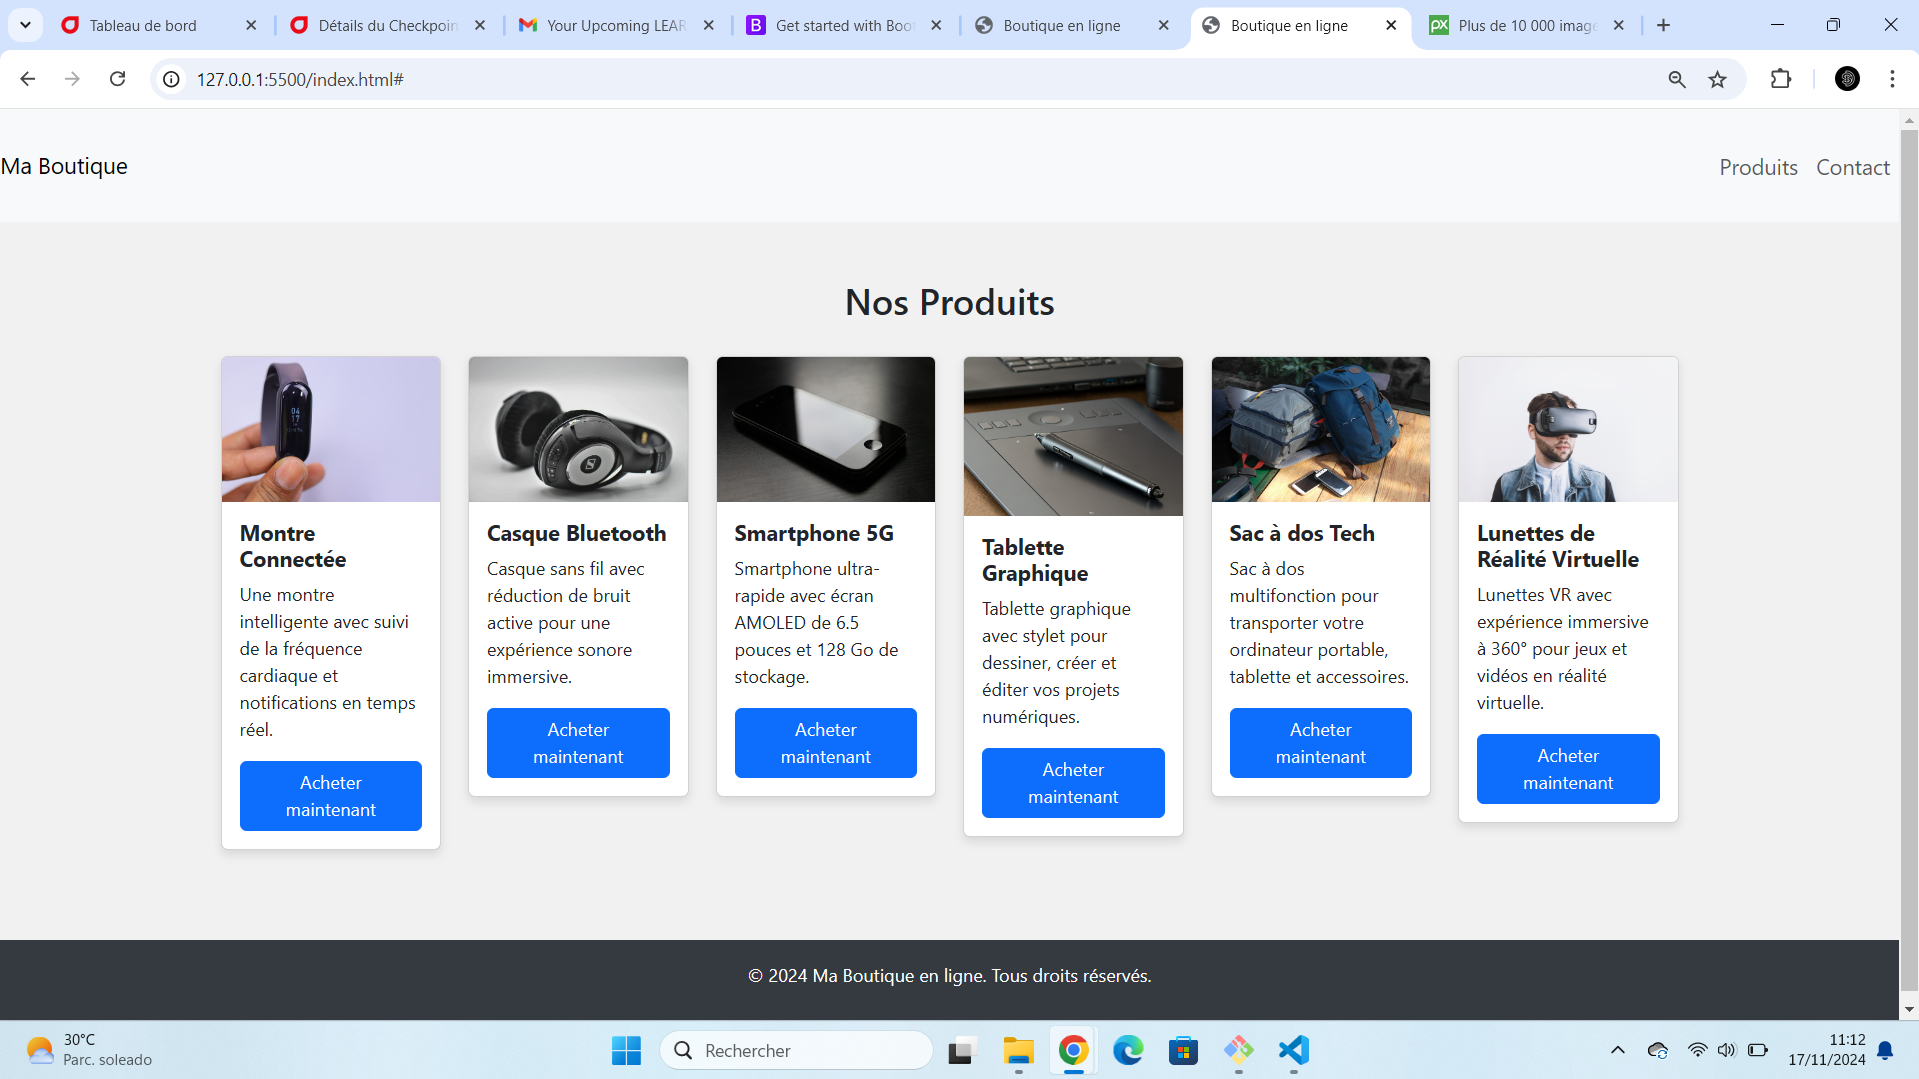 Tableau de bord
Détails du Checkpoin
Your Upcoming LEAR
Get started with Boo
Boutique en ligne
Boutique en ligne
Plus de 10 000 image
127.0.0.1:5500/index.html#
Ma Boutique
Produits
Contact
Nos Produits
Montre
Connectée
Une montre
intelligente avec suivi
de la fréquence
cardiaque et
notifications en temps
réel.
Acheter
maintenant
Casque Bluetooth
Casque sans fil avec
réduction de bruit
active pour une
expérience sonore
immersive.
Acheter
maintenant
Smartphone 5G
Smartphone ultra-
rapide avec écran
AMOLED de 6.5
pouces et 128 Go de
stockage.
Acheter
maintenant
Tablette
Graphique
Tablette graphique
avec stylet pour
dessiner, créer et
éditer vos projets
numériques.
Acheter
maintenant
Sac à dos Tech
Sac à dos
multifonction pour
transporter votre
ordinateur portable,
tablette et accessoires.
Acheter
maintenant
Lunettes de
Réalité Virtuelle
Lunettes VR avec
expérience immersive
à 360° pour jeux et
vidéos en réalité
virtuelle.
Acheter
maintenant
© 2024 Ma Boutique en ligne. Tous droits réservés.
30°C
Parc. soleado
Rechercher
11:12
17/11/2024